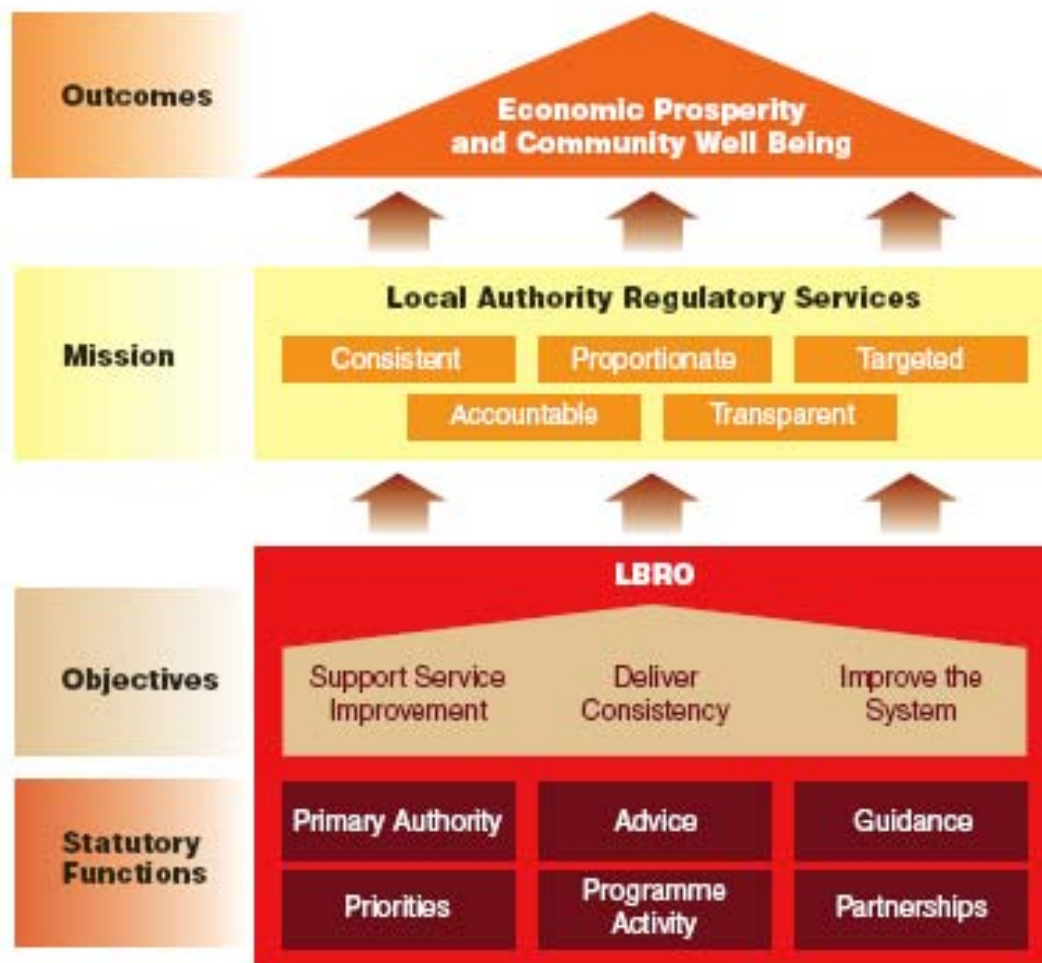 Outcomes
Economic Prosperity
and Community Well Being
Mission
Local Authority Regulatory Services
Consistent
Proportionate
Targeted
Accountable
Transparent
LBRO
Objectives
Support Service
Improvement
Deliver
Consistency
Improve the
System
Statutory
Functions
Primary Authority
Advice
Guidance
Priorities
Programme
Activity
Partnerships